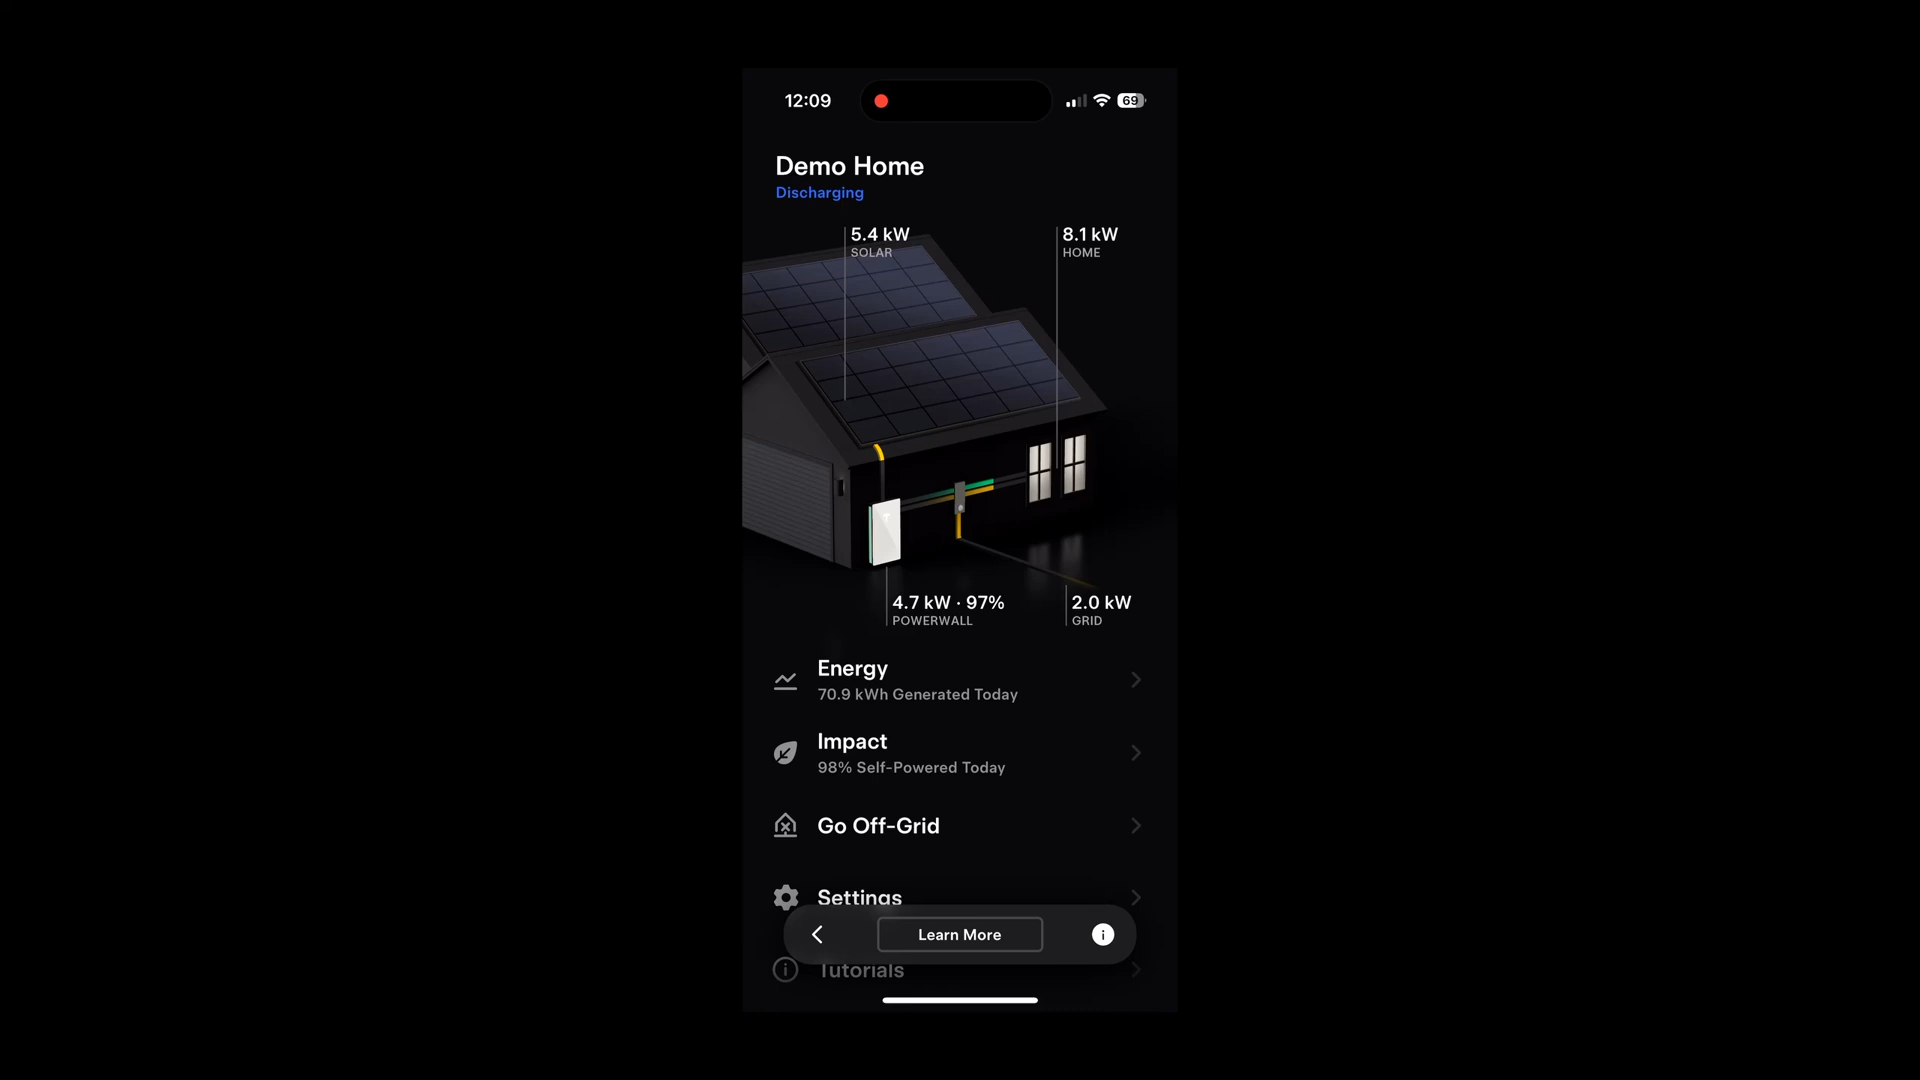 12:09
69
Demo Home
Discharging
5.4 kW
SOLAR
8.1 kW
HOME
4.7 kW · 97%
POWERWALL
2.0 kW
GRID
Energy
70.9 kWh Generated Today
Impact
98% Self-Powered Today
Go Off-Grid
Settings
Learn More
Tutorials